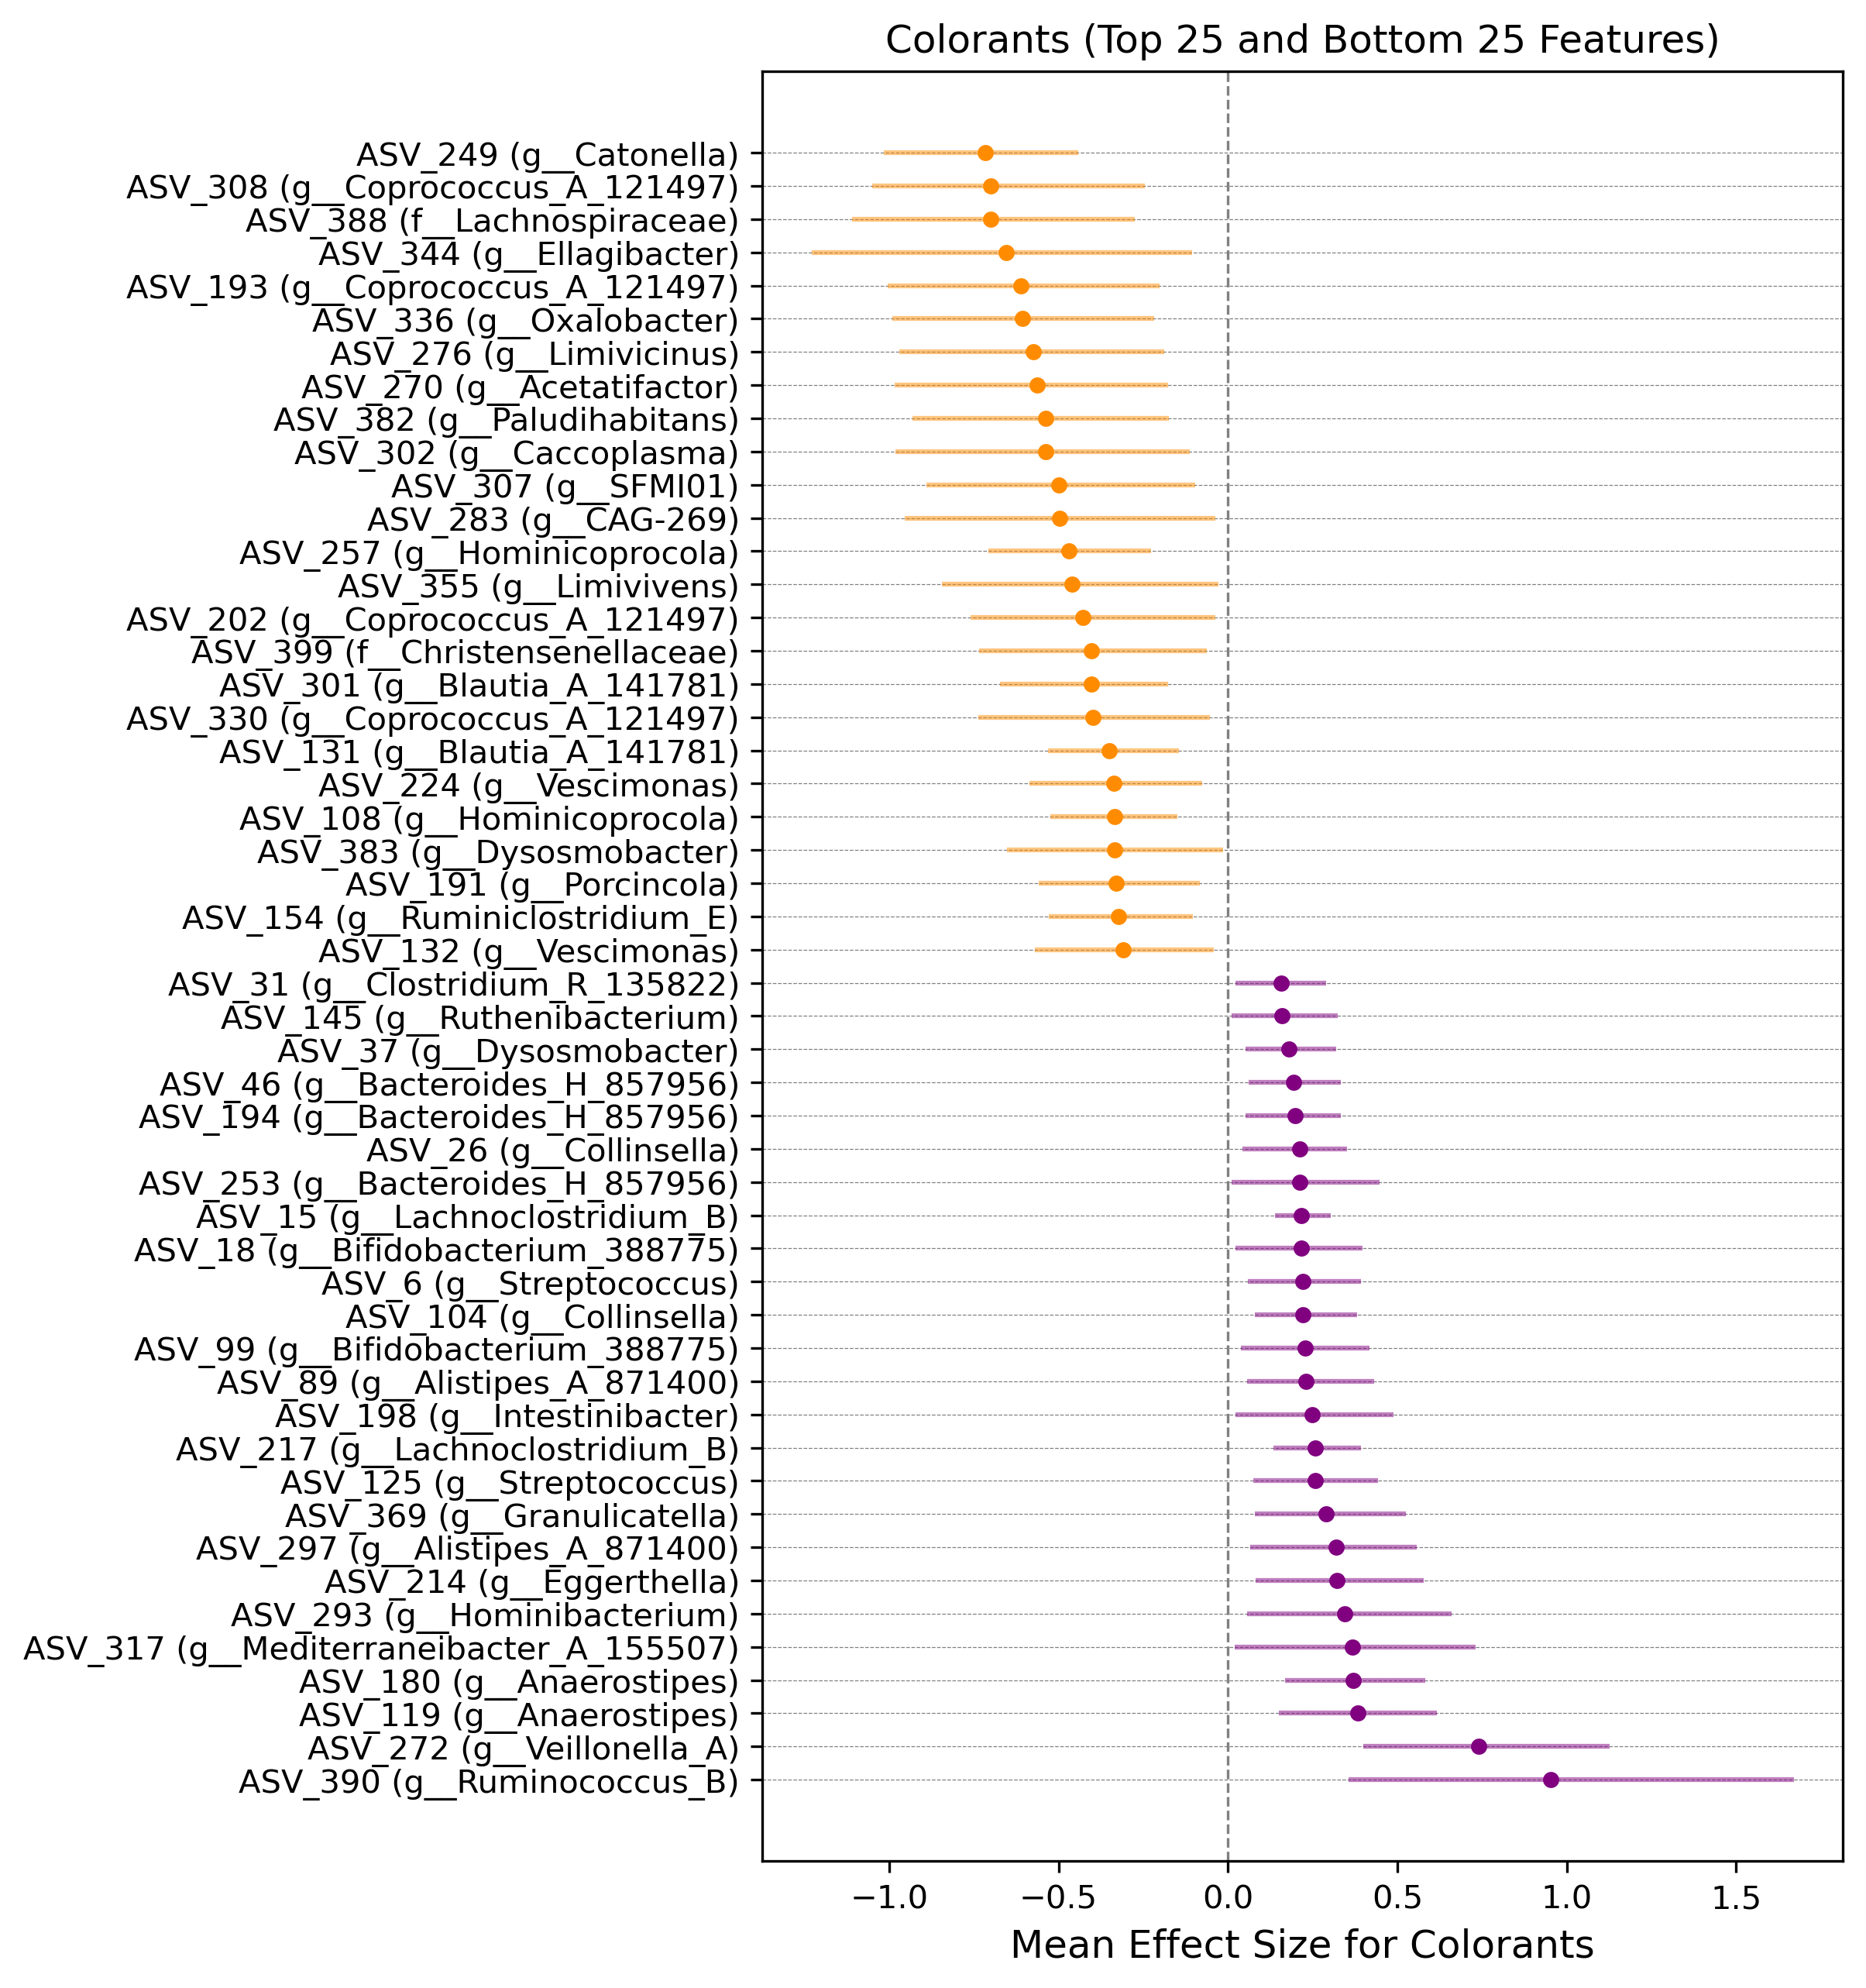 Colorants (Top 25 and Bottom 25 Features)
ASV_249 (g__Catonella)
ASV_308 (g__Coprococcus_A_121497)
ASV_388 (f__Lachnospiraceae)
ASV_344 (g__Ellagibacter)
ASV_193 (g__Coprococcus_A_121497)
ASV_336 (g__Oxalobacter)
ASV_276 (g__Limivicinus)
ASV_270 (g__Acetatifactor)
ASV_382 (g__Paludihabitans)
ASV_302 (g__Caccoplasma)
ASV_307 (g__SFMI01)
ASV_283 (g__CAG-269)
ASV_257 (g__Hominicoprocola)
ASV_355 (g__Limivivens)
ASV_202 (g__Coprococcus_A_121497)
ASV_399 (f__Christensenellaceae)
ASV_301 (g__Blautia_A_141781)
ASV_330 (g__Coprococcus_A_121497)
ASV_131 (g__Blautia_A_141781)
ASV_224 (g__Vescimonas)
ASV_108 (g__Hominicoprocola)
ASV_383 (g__Dysosmobacter)
ASV_191 (g__Porcincola)
ASV_154 (g__Ruminiclostridium_E)
ASV_132 (g__Vescimonas)
ASV_31 (g__Clostridium_R_135822)
ASV_145 (g__Ruthenibacterium)
ASV_37 (g__Dysosmobacter)
ASV_46 (g__Bacteroides_H_857956)
ASV_194 (g__Bacteroides_H_857956)
ASV_26 (g__Collinsella)
ASV_253 (g__Bacteroides_H_857956)
ASV_15 (g__Lachnoclostridium_B)
ASV_18 (g__Bifidobacterium_388775)
ASV_6 (g__Streptococcus)
ASV_104 (g__Collinsella)
ASV_99 (g__Bifidobacterium_388775)
ASV_89 (g__Alistipes_A_871400)
ASV_198 (g__Intestinibacter)
ASV_217 (g__Lachnoclostridium_B)
ASV_125 (g__Streptococcus)
ASV_369 (g__Granulicatella)
ASV_297 (g__Alistipes_A_871400)
ASV_214 (g__Eggerthella)
ASV_293 (g__Hominibacterium)
ASV_317 (g__Mediterraneibacter_A_155507)
ASV_180 (g__Anaerostipes)
ASV_119 (g__Anaerostipes)
ASV_272 (g__Veillonella_A)
ASV_390 (g__Ruminococcus_B)
−1.0 −0.5 0.0 0.5 1.0 1.5
Mean Effect Size for Colorants